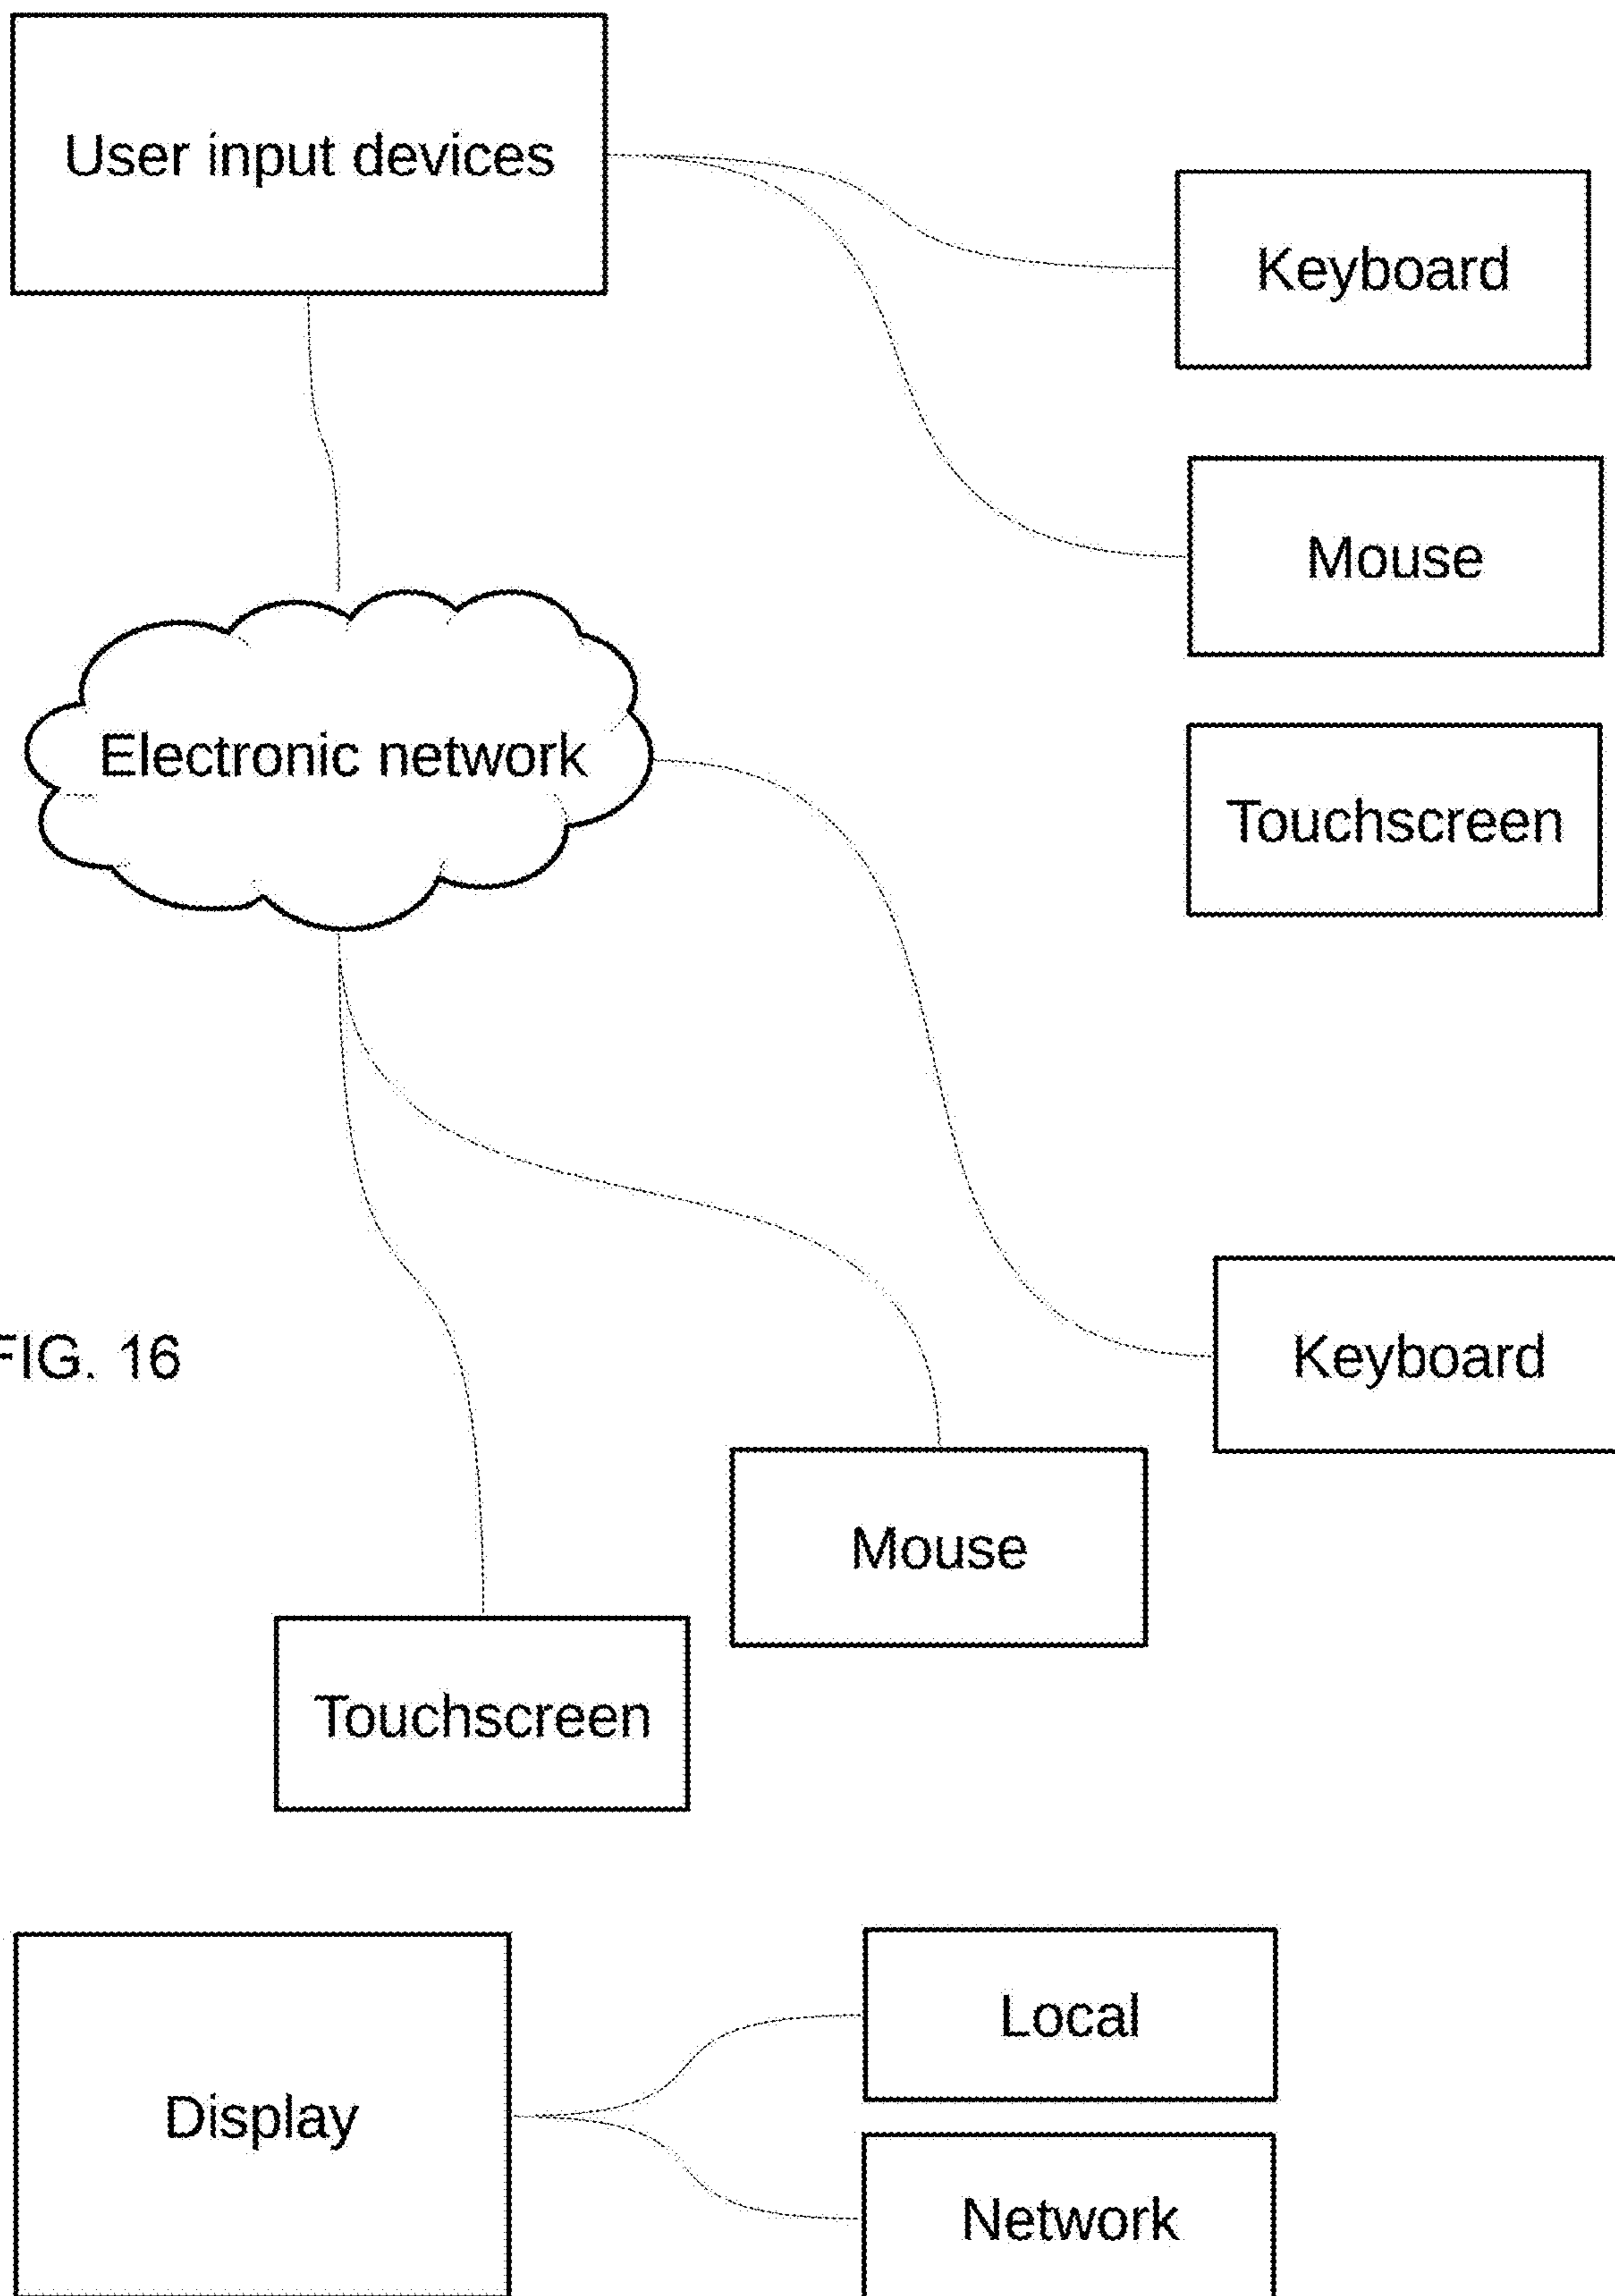 User input devices
Keyboard
Mouse
Electronic network
Touchscreen
FIG. 16
Keyboard
Mouse
Touchscreen
Local
Display
Network